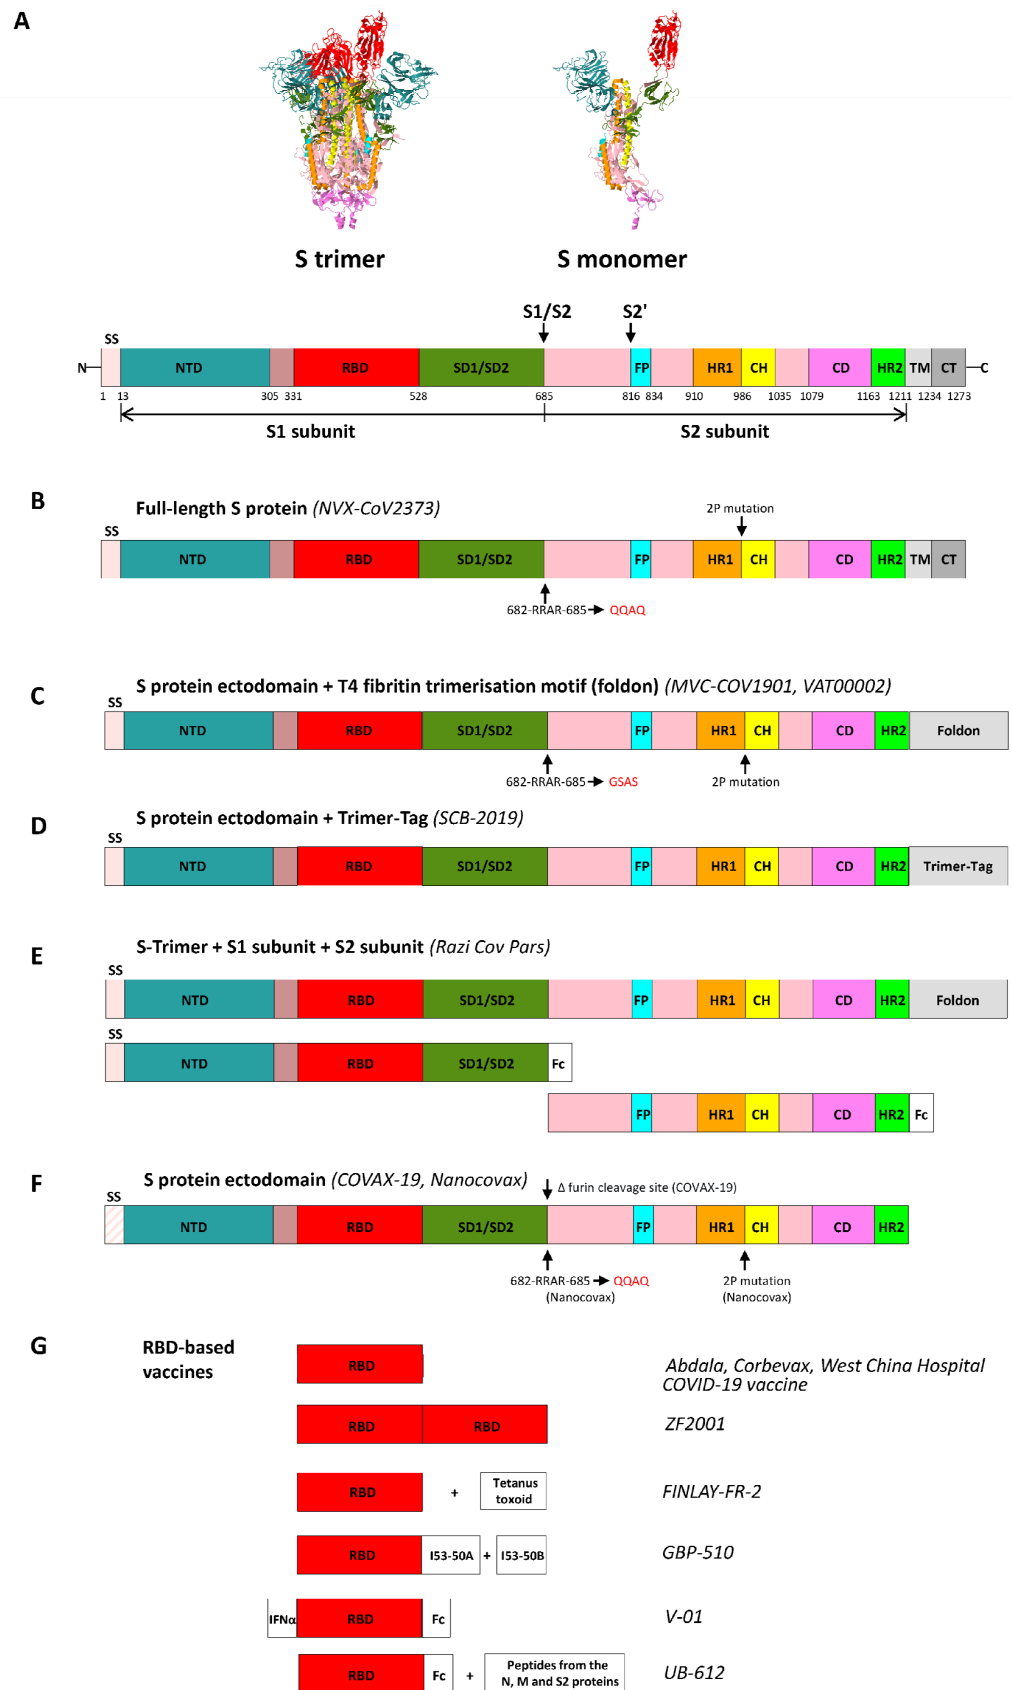 A
S trimer
S monomer
S1/S2
S2'
SS
N
NTD
RBD
SD1/SD2
FP
HR1
CH
CD
HR2
TM
CT
C
1 13 305 331 528 685 816 834 910 986 1035 1079 1163 1211 1234 1273
S1 subunit
S2 subunit
B
Full-length S protein (NVX-CoV2373)
2P mutation
SS
NTD
RBD
SD1/SD2
FP
HR1
CH
CD
HR2
TM
CT
682-RRAR-685 QQAQ
C
S protein ectodomain + T4 fibritin trimerisation motif (foldon) (MVC-COV1901, VAT00002)
SS
NTD
RBD
SD1/SD2
FP
HR1
CH
CD
HR2
Foldon
682-RRAR-685 GSAS
2P mutation
D
S protein ectodomain + Trimer-Tag (SCB-2019)
SS
NTD
RBD
SD1/SD2
FP
HR1
CH
CD
HR2
Trimer-Tag
E
S-Trimer + S1 subunit + S2 subunit (Razi Cov Pars)
SS
NTD
RBD
SD1/SD2
FP
HR1
CH
CD
HR2
Foldon
SS
NTD
RBD
SD1/SD2
Fc
FP
HR1
CH
CD
HR2
Fc
F
S protein ectodomain (COVAX-19, Nanocovax)
Δ furin cleavage site (COVAX-19)
SS
NTD
RBD
SD1/SD2
FP
HR1
CH
CD
HR2
682-RRAR-685 QQAQ
(Nanocovax)
2P mutation
(Nanocovax)
G
RBD-based
vaccines
RBD
Abdala, Corbevax, West China Hospital
COVID-19 vaccine
RBD
RBD
ZF2001
RBD
+
Tetanus
toxoid
FINLAY-FR-2
RBD
I53-50A
+
I53-50B
GBP-510
IFNα
RBD
Fc
V-01
RBD
Fc
+
Peptides from the
N, M and S2 proteins
UB-612